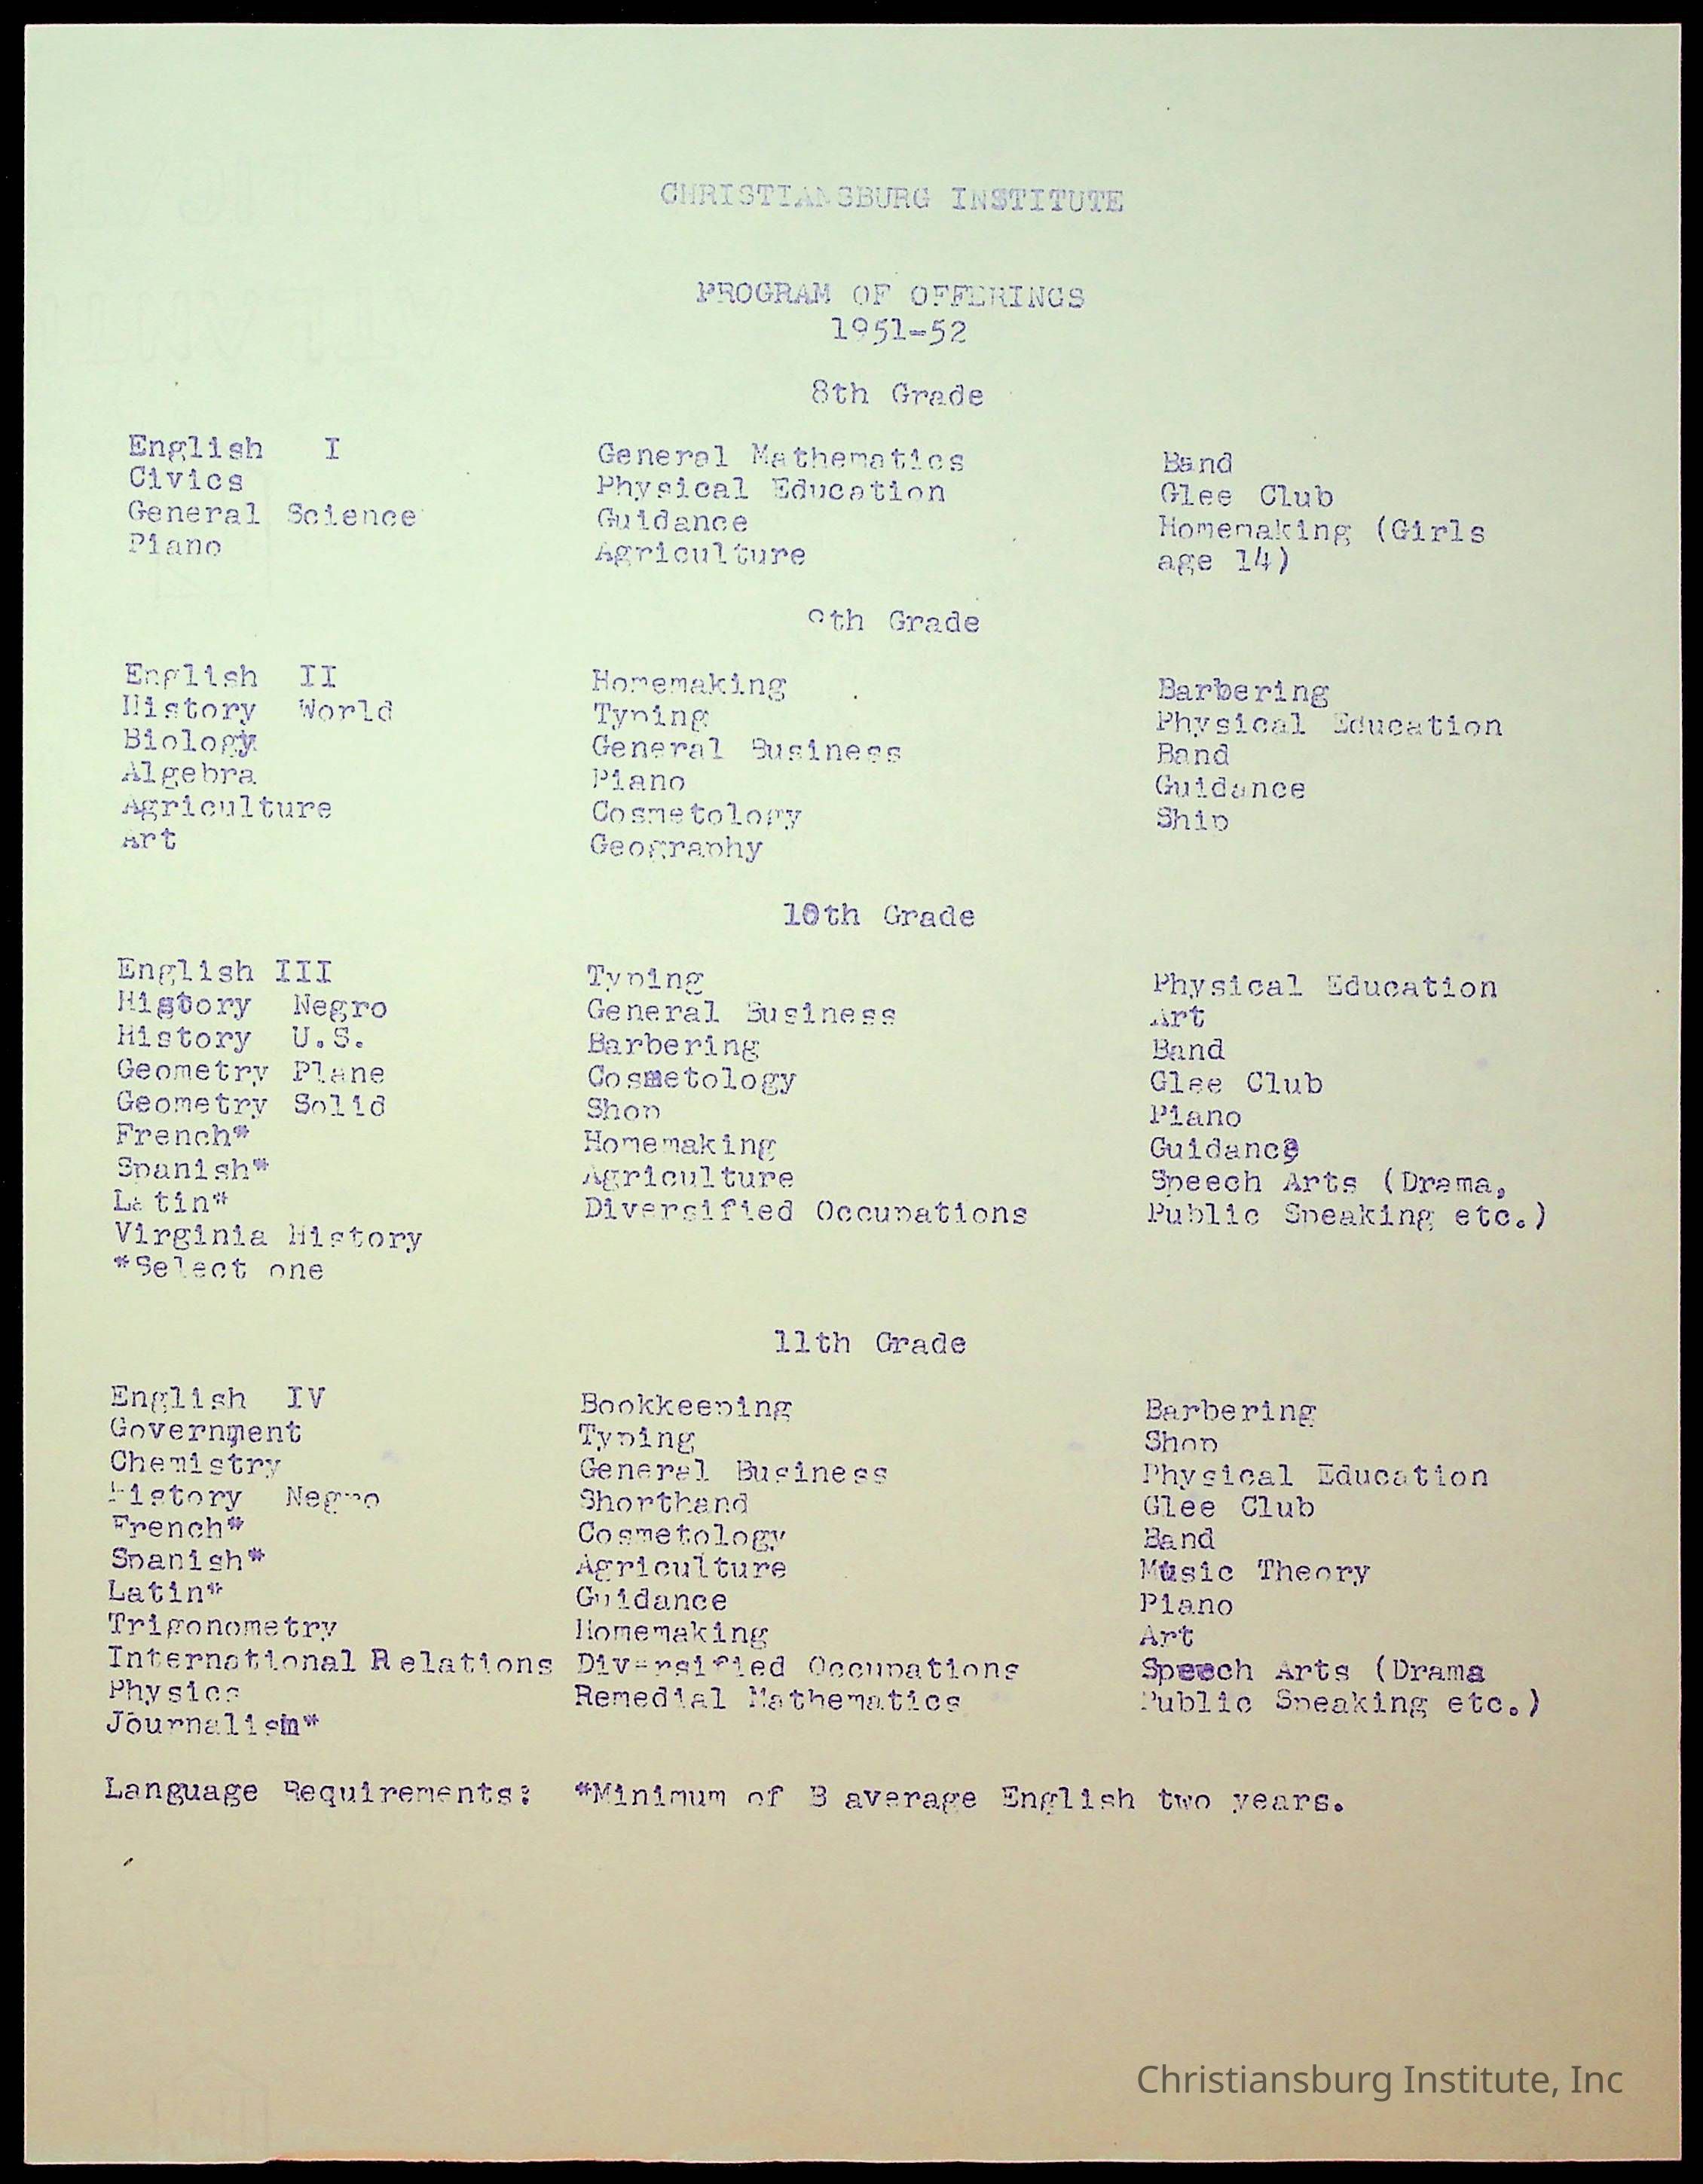 CHRISTIANSBURG INSTITUTE
PROGRAM OF OFFERINGS
1951-52
8th Grade
English I
Civics
General Science
Piano
General Mathematics
Physical Education
Guidance
Agriculture
Band
Glee Club
Homemaking (Girls
age 14)
9th Grade
English II
History World
Biology
Algebra
Agriculture
Art
Homemaking
Typing
General Business
Piano
Cosmetology
Geography
Barbering
Physical Education
Band
Guidance
Ship
10th Grade
English III
History Negro
History U.S.
Geometry Plane
Geometry Solid
French*
Spanish*
Latin*
Virginia History
*Select one
Typing
General Business
Barbering
Cosmetology
Shop
Homemaking
Agriculture
Diversified Occupations
Physical Education
Art
Band
Glee Club
Piano
Guidance
Speech Arts (Drama,
Public Speaking etc.)
11th Grade
English IV
Government
Chemistry
History Negro
French*
Spanish*
Latin*
Trigonometry
International Relations
Physics
Journalism*
Bookkeeping
Typing
General Business
Shorthand
Cosmetology
Agriculture
Guidance
Homemaking
Diversified Occupations
Remedial Mathematics
Barbering
Shop
Physical Education
Glee Club
Band
Music Theory
Piano
Art
Speech Arts (Drama
Public Speaking etc.)
Language Requirements: *Minimum of B average English two years.
Christiansburg Institute, Inc